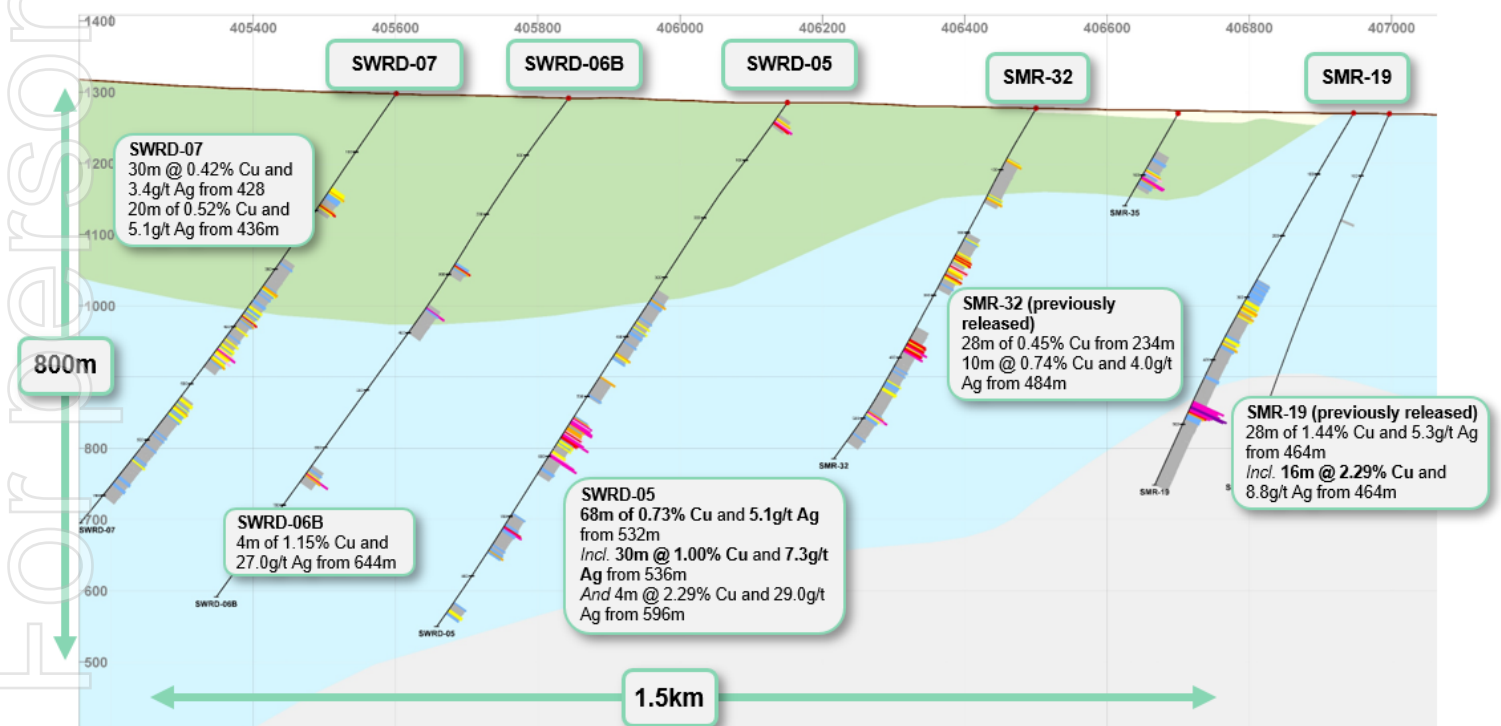 For person
1400
405400
405600
405800
406000
406200
406400
406600
406800
407000
SWRD-07
SWRD-06B
SWRD-05
SMR-32
SMR-19
1300
1200
1100
1000
800
700
600
500
SWRD-07
30m @ 0.42% Cu and
3.4g/t Ag from 428
20m of 0.52% Cu and
5.1g/t Ag from 436m
800m
SMR-35
SMR-32 (previously
released)
28m of 0.45% Cu from 234m
10m @ 0.74% Cu and 4.0g/t
Ag from 484m
SMR-19 (previously released)
28m of 1.44% Cu and 5.3g/t Ag
from 464m
Incl. 16m @ 2.29% Cu and
8.8g/t Ag from 464m
SMR-32
SMR-19
SWRD-07
SWRD-06B
4m of 1.15% Cu and
27.0g/t Ag from 644m
SWRD-05
68m of 0.73% Cu and 5.1g/t Ag
from 532m
Incl. 30m @ 1.00% Cu and 7.3g/t
Ag from 536m
And 4m @ 2.29% Cu and 29.0g/t
Ag from 596m
SWRD-06B
SWRD-05
1.5km